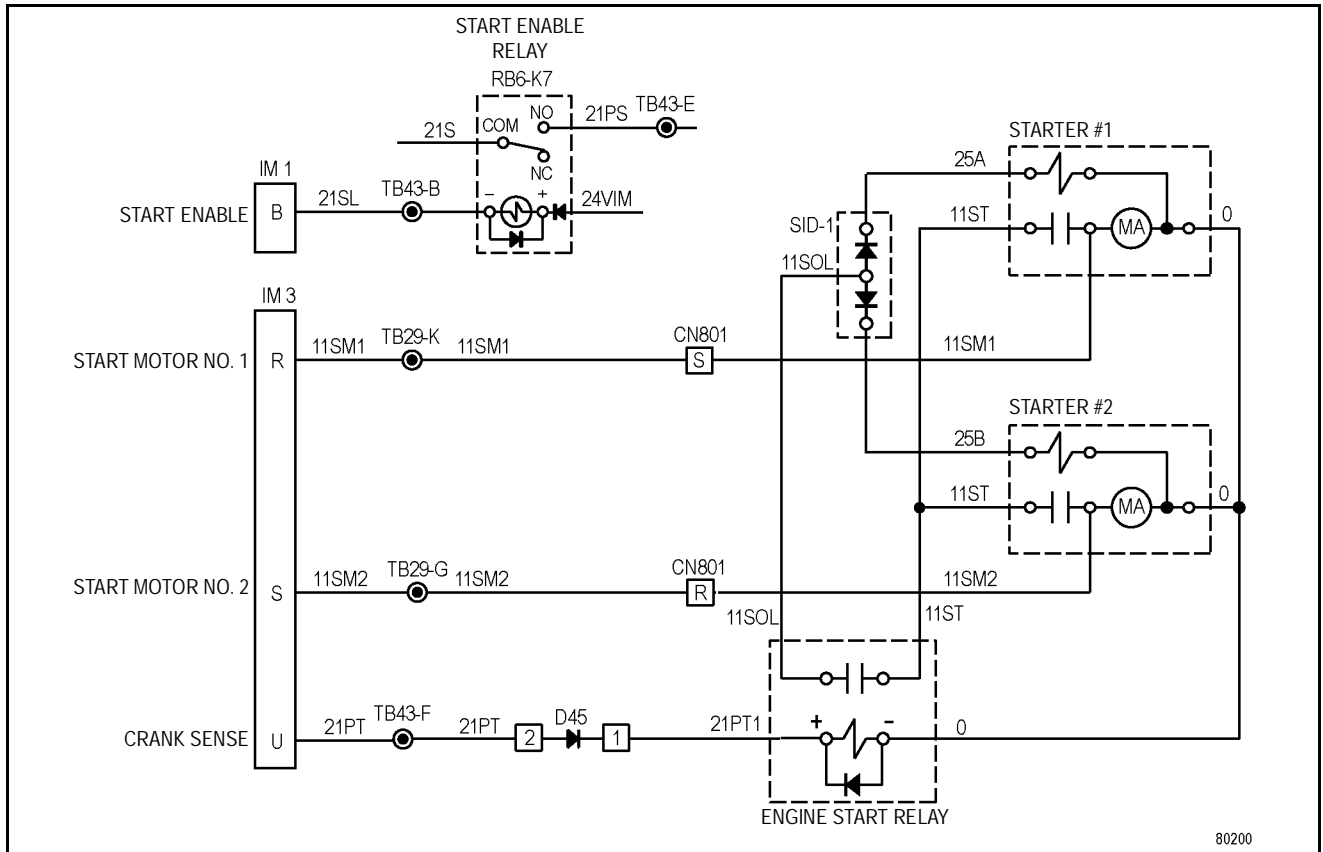 START ENABLE
RELAY
RB6-K7
21S
COM
NO
21PS
TB43-E
NC
IM 1
START ENABLE
B
21SL
TB43-B
–
+
24VIM
STARTER #1
25A
11ST
MA
0
SID-1
11SOL
IM 3
START MOTOR NO. 1
R
11SM1
TB29-K
11SM1
CN801
S
11SM1
STARTER #2
25B
11ST
MA
0
START MOTOR NO. 2
S
11SM2
TB29-G
11SM2
CN801
R
11SM2
11SOL
11ST
CRANK SENSE
U
21PT
TB43-F
21PT
2
D45
1
21PT1
+
-
0
ENGINE START RELAY
80200